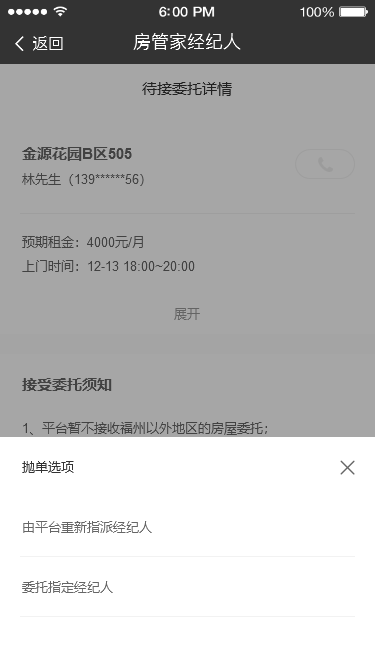 6:00 PM
100%
返回
房管家经纪人
待接委托详情
金源花园B区505
林先生（139******56）
预期租金：4000元/月
上门时间：12-13 18:00~20:00
展开
接受委托须知
1、平台暂不接收福州以外地区的房屋委托；
抛单选项
由平台重新指派经纪人
委托指定经纪人